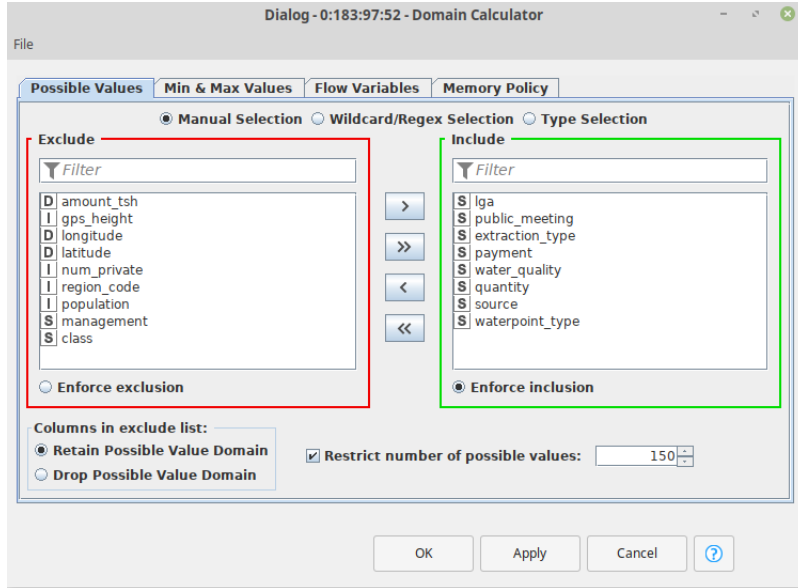 Dialog - 0:183:97:52 - Domain Calculator
File
Possible Values Min & Max Values Flow Variables Memory Policy
Manual Selection Wildcard/Regex Selection Type Selection
Exclude
Filter
D amount_tsh
I gps_height
D longitude
D latitude
I num_private
I region_code
I population
S management
S class
Enforce exclusion
>
>>
<
<<
Include
Filter
S lga
S public_meeting
S extraction_type
S payment
S water_quality
S quantity
S source
S waterpoint_type
Enforce inclusion
Columns in exclude list:
Retain Possible Value Domain
Drop Possible Value Domain
Restrict number of possible values: 150
OK Apply Cancel ?